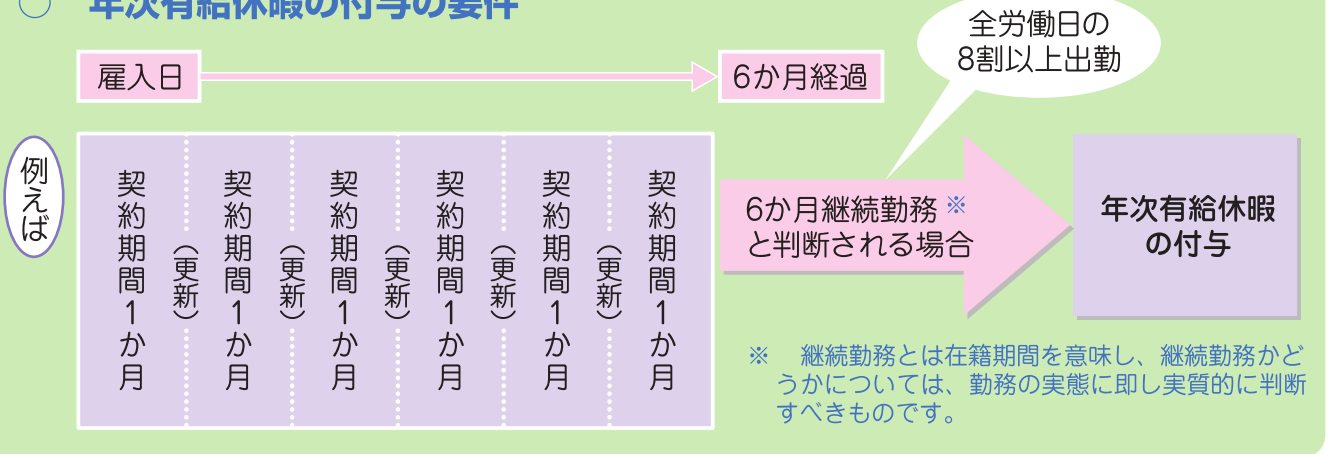 ○ 年次有給休暇の付与の要件
全労働日の
8割以上出勤
雇入日
6か月経過
例えば
契約期間1か月
（更新）
契約期間1か月
（更新）
契約期間1か月
（更新）
契約期間1か月
（更新）
契約期間1か月
（更新）
契約期間1か月
6か月継続勤務※
と判断される場合
年次有給休暇
の付与
※ 継続勤務とは在籍期間を意味し、継続勤務かど
うかについては、勤務の実態に即し実質的に判断
すべきものです。